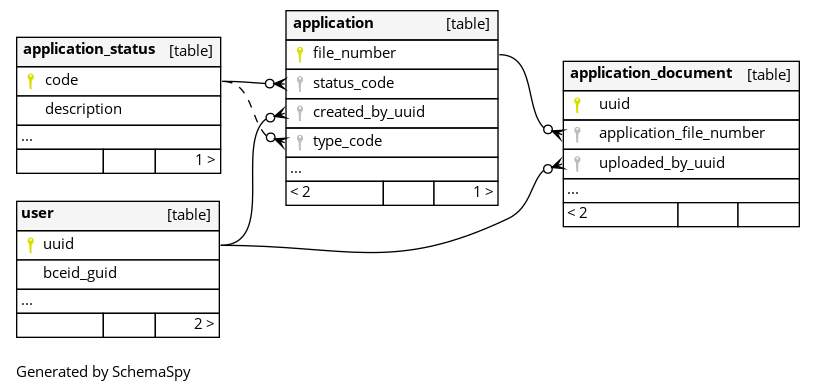 application_status [table]
code
description
...
1 >
user [table]
uuid
bceid_guid
...
2 >
application [table]
file_number
status_code
created_by_uuid
type_code
...
< 2 1 >
application_document [table]
uuid
application_file_number
uploaded_by_uuid
...
< 2
Generated by SchemaSpy